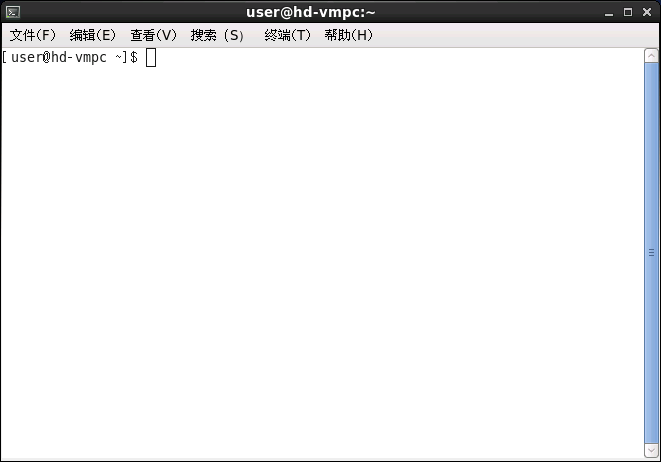 user@hd-vmpc:~
文件(F) 编辑(E) 查看(V) 搜索 (S) 终端(T) 帮助(H)
[user@hd-vmpc ~]$